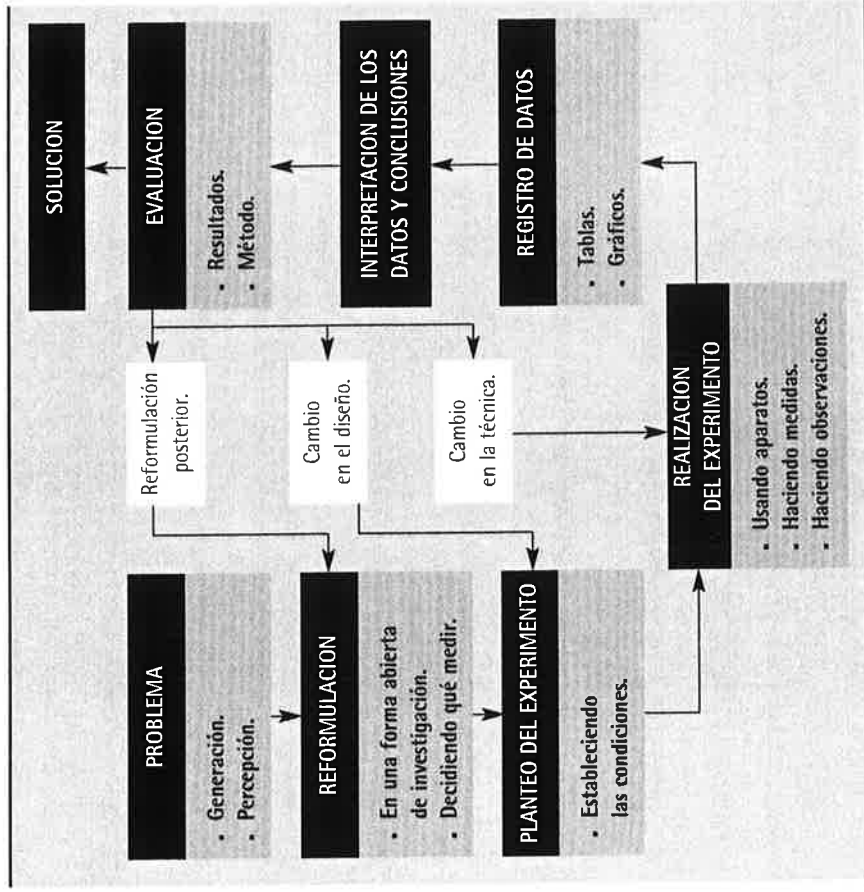 PROBLEMA
• Generación.
• Percepción.
REFORMULACION
• En una forma abierta
de investigación.
• Decidiendo qué medir.
PLANTEO DEL EXPERIMENTO
• Estableciendo
las condiciones.
REALIZACION
DEL EXPERIMENTO
• Usando aparatos.
• Haciendo medidas.
• Haciendo observaciones.
Reformulación
posterior.
Cambio
en el diseño.
Cambio
en la técnica.
SOLUCION
EVALUACION
• Resultados.
• Método.
INTERPRETACION DE LOS
DATOS Y CONCLUSIONES
REGISTRO DE DATOS
• Tablas.
• Gráficos.